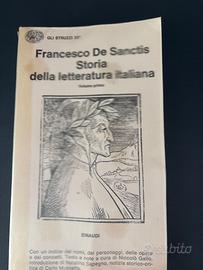 GLI STRUZZI
Francesco De Sanctis
Storia
della letteratura italiana
Volume primo
EINAUDI
Con un indice dei nomi, dei personaggi, delle opere
e dei concetti. Testo e note a cura di Niccolò Gallo,
introduzione di Natalino Sapegno, notizia storico-cri-
tica di Carlo Muscetta
subito